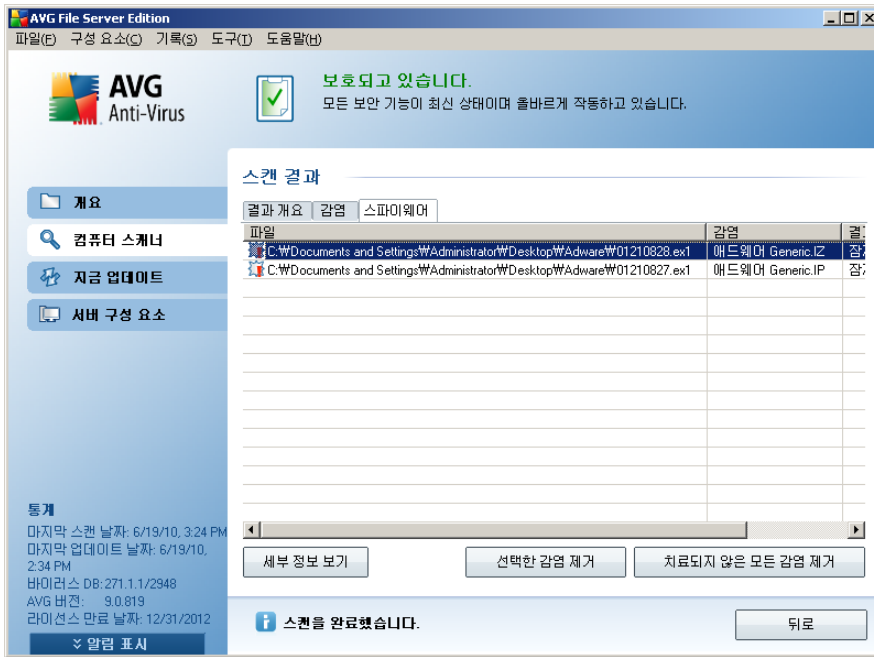 AVG File Server Edition
파일(F) 구성 요소(C) 기록(S) 도구(T) 도움말(H)
AVG
Anti-Virus
보호되고 있습니다.
모든 보안 기능이 최신 상태이며 올바르게 작동하고 있습니다.
개요
컴퓨터 스캐너
지금 업데이트
서버 구성 요소
통계
마지막 스캔 날짜: 6/19/10, 3:24 PM
마지막 업데이트 날짜: 6/19/10,
2:34 PM
바이러스 DB: 271.1.1/2948
AVG 버전: 9.0.819
라이선스 만료 날짜: 12/31/2012
알림 표시
스캔 결과
결과 개요 감염 스파이웨어
파일 감염
C:₩Documents and Settings₩Administrator₩Desktop₩Adware₩01210828.ex1 애드웨어 Generic.IZ
C:₩Documents and Settings₩Administrator₩Desktop₩Adware₩01210827.ex1 애드웨어 Generic.IP
세부 정보 보기 선택한 감염 제거 치료되지 않은 모든 감염 제거
스캔을 완료했습니다. 뒤로